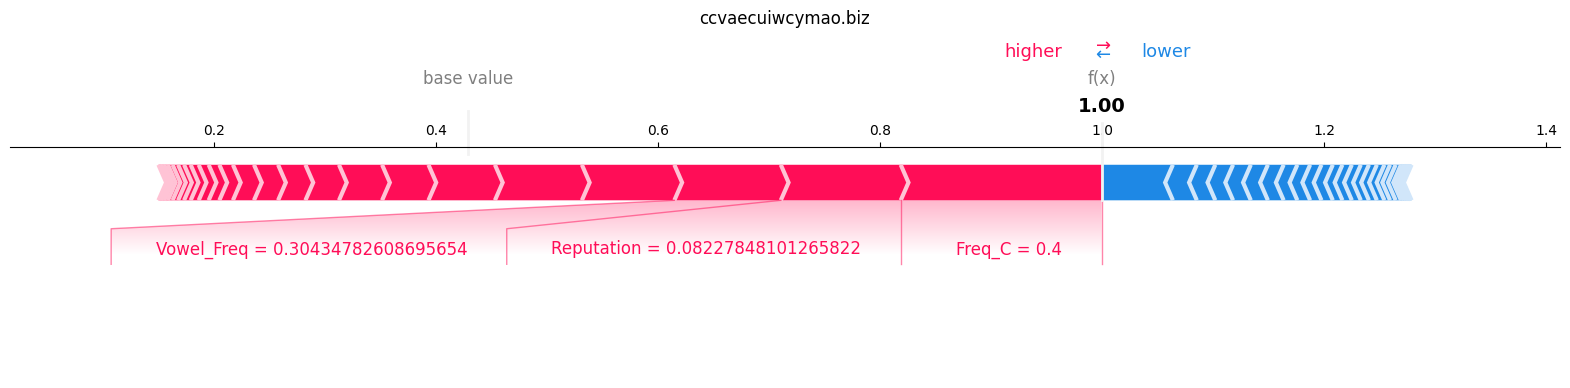 ccvaecuiwcymao.biz
higher ⇄ lower
base value f(x)
1.00
0.2 0.4 0.6 0.8 1.0 1.2 1.4
Vowel_Freq = 0.30434782608695654 Reputation = 0.08227848101265822 Freq_C = 0.4